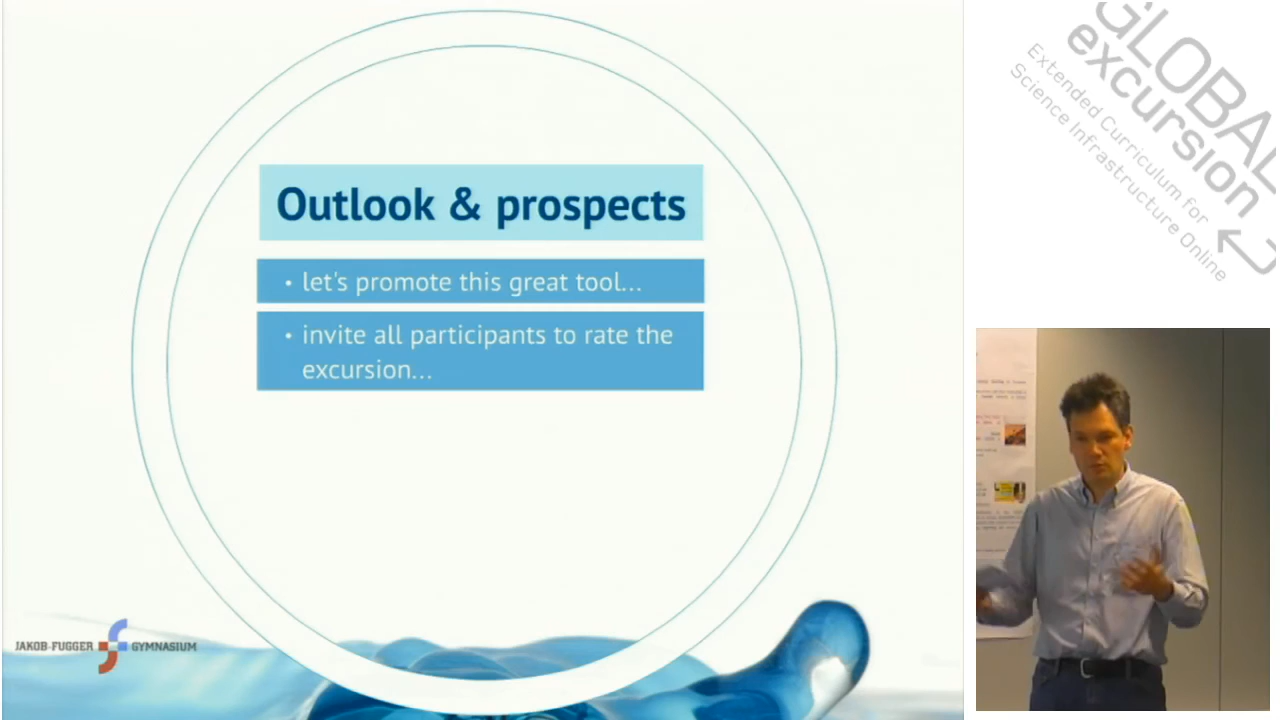 Outlook & prospects
• let's promote this great tool...
• invite all participants to rate the
excursion...
JAKOB-FUGGER GYMNASIUM
GLOBAL
excursion
Extended Curriculum for
Science Infrastructure Online